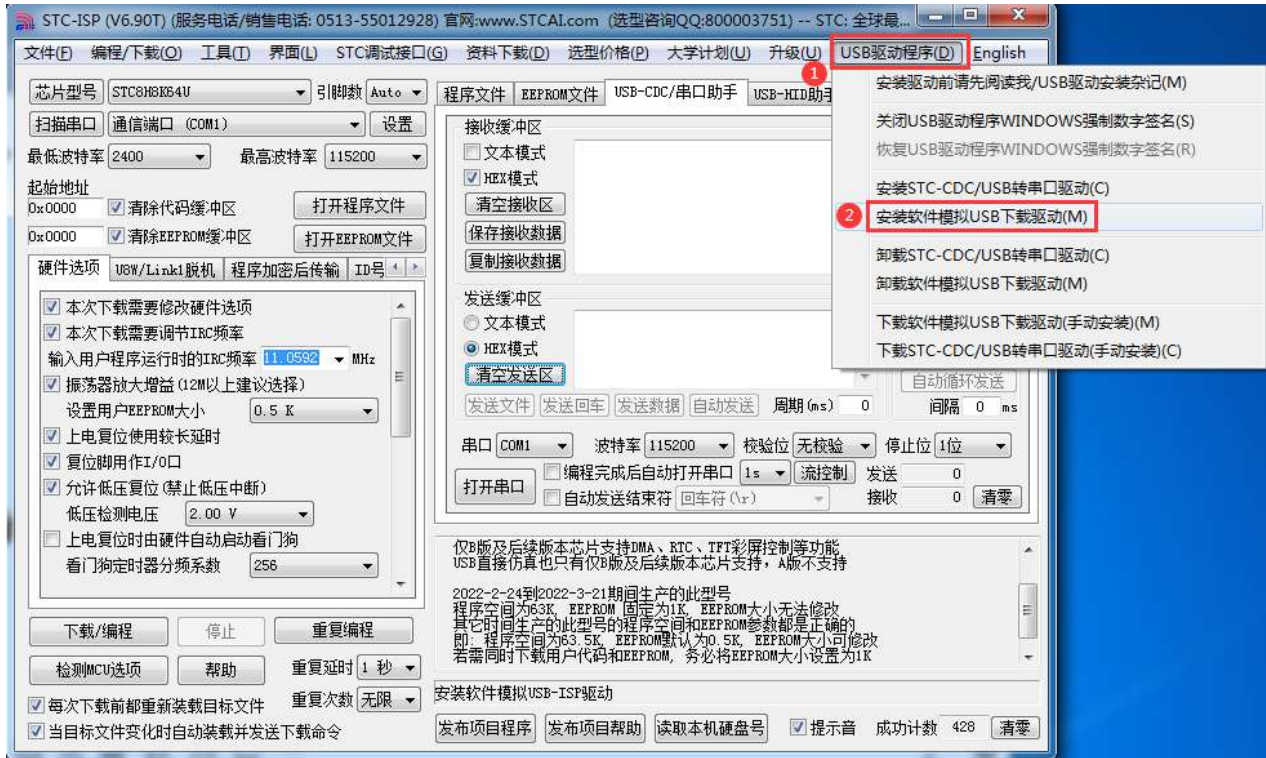 STC-ISP (V6.90T) (服务电话/销售电话: 0513-55012928) 官网:www.STCAI.com (选型咨询QQ:800003751) -- STC: 全球最...
文件(F) 编程/下载(O) 工具(T) 界面(L) STC调试接口(G) 资料下载(D) 选型价格(P) 大学计划(U) 升级(U) USB驱动程序(D) English
1
芯片型号 STC8H8K64U 引脚数 Auto
扫描串口 通信端口 (COM1) 设置
最低波特率 2400 最高波特率 115200
起始地址
0x0000 清除代码缓冲区 打开程序文件
0x0000 清除EEPROM缓冲区 打开EEPROM文件
硬件选项 U8W/Link1脱机 程序加密后传输 ID号
本次下载需要修改硬件选项
本次下载需要调节IRC频率
输入用户程序运行时的IRC频率 11.0592 MHz
振荡器放大增益(12M以上建议选择)
设置用户EEPROM大小 0.5 K
上电复位使用较长延时
复位脚用作I/O口
允许低压复位(禁止低压中断)
低压检测电压 2.00 V
上电复位时由硬件自动启动看门狗
看门狗定时器分频系数 256
下载/编程 停止 重复编程
检测MCU选项 帮助 重复延时 1 秒
每次下载前都重新装载目标文件 重复次数 无限
当目标文件变化时自动装载并发送下载命令
程序文件 EEPROM文件 USB-CDC/串口助手 USB-HID助手
接收缓冲区
文本模式
HEX模式
清空接收区
保存接收数据
复制接收数据
发送缓冲区
文本模式
HEX模式
清空发送区 自动循环发送
发送文件 发送回车 发送数据 自动发送 周期(ms) 0 间隔 0 ms
串口 COM1 波特率 115200 校验位 无校验 停止位 1位
打开串口 编程完成后自动打开串口 1s 流控制 发送 0
自动发送结束符 回车符(\r) 接收 0 清零
仅B版及后续版本芯片支持DMA、RTC、TFT彩屏控制等功能
USB直接仿真也只有仅B版及后续版本芯片支持，A版不支持
2022-2-24到2022-3-21期间生产的此型号
程序空间为63K, EEPROM 固定为1K, EEPROM大小无法修改
其它时间生产的此型号的程序空间和EEPROM参数都是正确的
即: 程序空间为63.5K, EEPROM默认为0.5K, EEPROM大小可修改
若需同时下载用户代码和EEPROM, 务必将EEPROM大小设置为1K
安装软件模拟USB-ISP驱动
发布项目程序 发布项目帮助 读取本机硬盘号 提示音 成功计数 428 清零
安装驱动前请先阅读我/USB驱动安装杂记(M)
关闭USB驱动程序WINDOWS强制数字签名(S)
恢复USB驱动程序WINDOWS强制数字签名(R)
安装STC-CDC/USB转串口驱动(C)
2 安装软件模拟USB下载驱动(M)
卸载STC-CDC/USB转串口驱动(C)
卸载软件模拟USB下载驱动(M)
下载软件模拟USB下载驱动(手动安装)(M)
下载STC-CDC/USB转串口驱动(手动安装)(C)